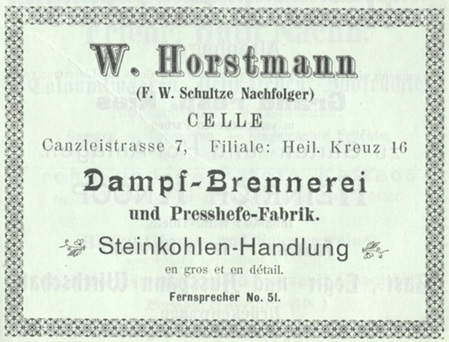 W. Horstmann
(F. W. Schultze Nachfolger)
CELLE
Canzleistrasse 7, Filiale: Heil. Kreuz 16
Dampf-Brennerei
und Presshefe-Fabrik.
Steinkohlen-Handlung
en gros et en détail.
Fernsprecher No. 51.